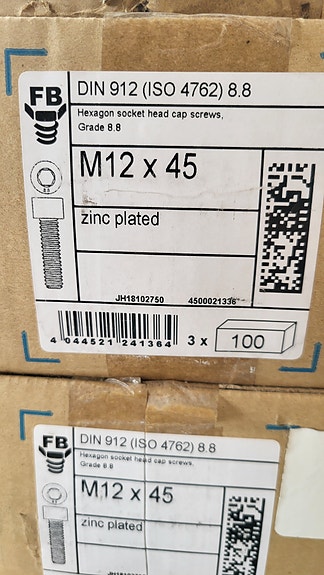 FB
DIN 912 (ISO 4762) 8.8
Hexagon socket head cap screws,
Grade 8.8
M12 x 45
zinc plated
JH18102750 4500021336
4 044521 241364
3 x 100
FB
DIN 912 (ISO 4762) 8.8
Hexagon socket head cap screws,
Grade 8.8
M12 x 45
zinc plated